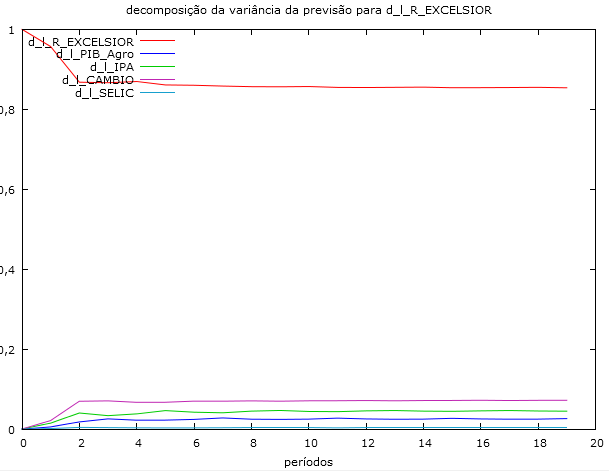 decomposição da variância da previsão para d_l_R_EXCELSIOR
1
d_l_R_EXCELSIOR
d_l_PIB_Agro
d_l_IPA
d_l_CAMBIO
d_l_SELIC
0,8
0,6
0,4
0,2
0
0 2 4 6 8 10 12 14 16 18 20
períodos